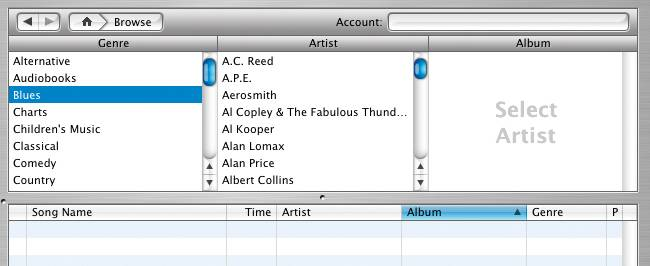 Browse
Account:
Genre Artist Album
Alternative
Audiobooks
Blues
Charts
Children's Music
Classical
Comedy
Country
A.C. Reed
A.P.E.
Aerosmith
Al Copley & The Fabulous Thund...
Al Kooper
Alan Lomax
Alan Price
Albert Collins
Select
Artist
Song Name Time Artist Album Genre P